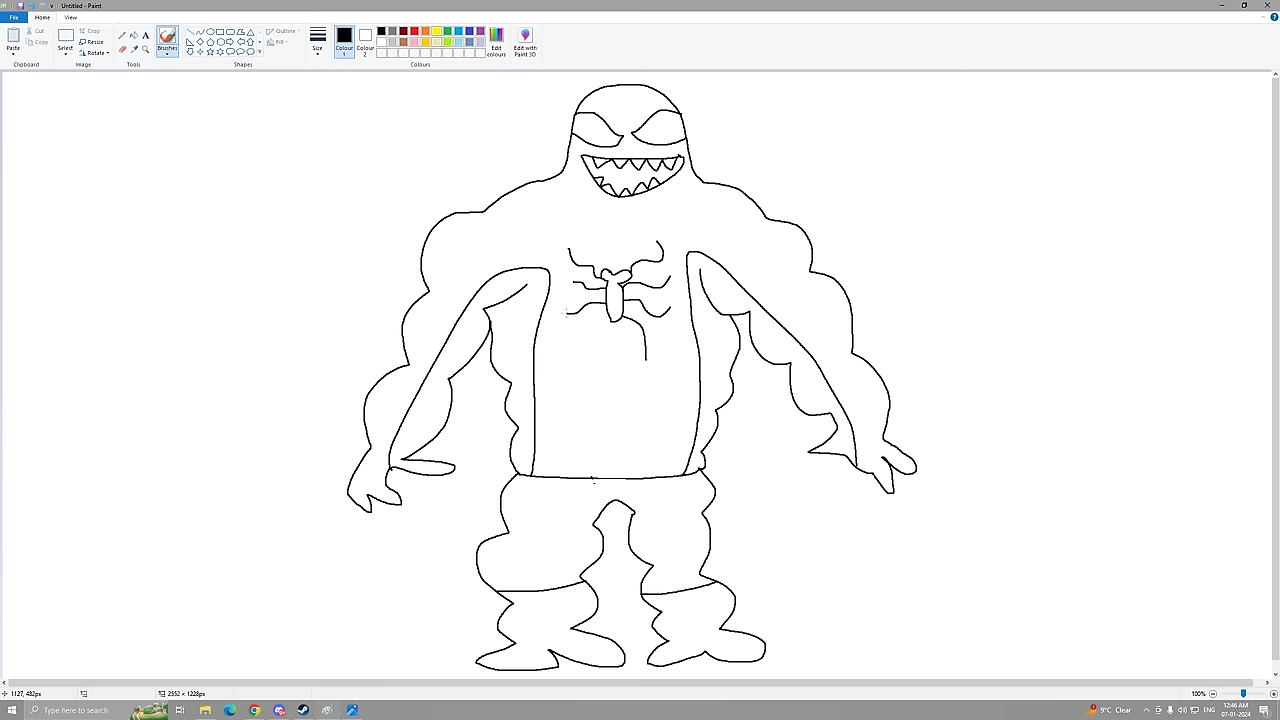 Untitled - Paint
File Home View
Paste
Cut
Copy
Clipboard
Select
Crop
Resize
Rotate
Image
Tools
Brushes
Outline
Fill
Shapes
Size
Colour 1
Colour 2
Colours
Edit colours
Edit with Paint 3D
1127, 482px
2552 × 1228px
100%
Type here to search
9°C Clear
ENG
12:46 AM
07-01-2024